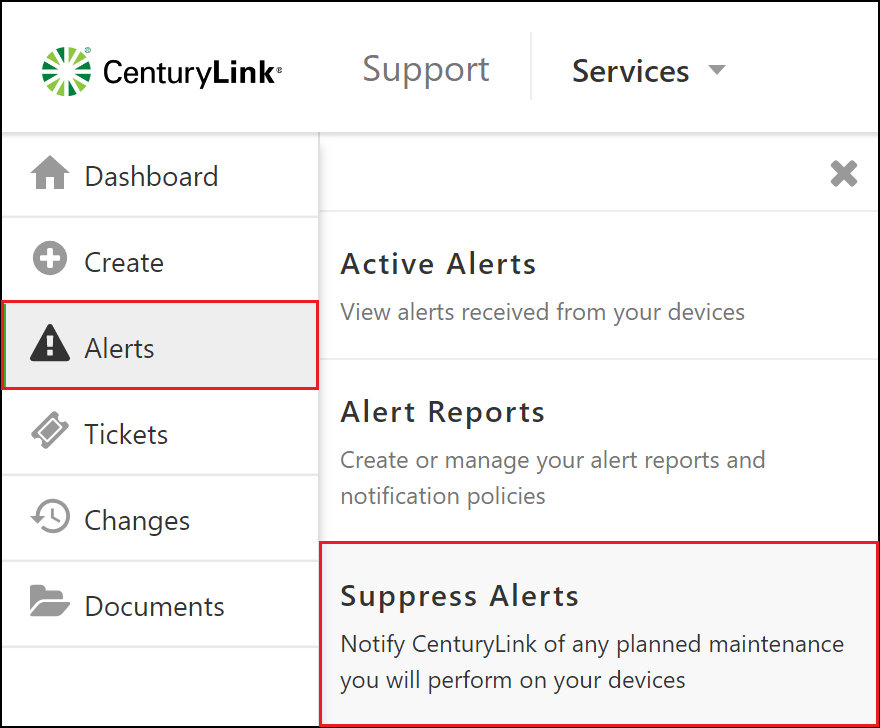 CenturyLink®
Support
Services
Dashboard
Create
Alerts
Tickets
Changes
Documents
Active Alerts
View alerts received from your devices
Alert Reports
Create or manage your alert reports and
notification policies
Suppress Alerts
Notify CenturyLink of any planned maintenance
you will perform on your devices